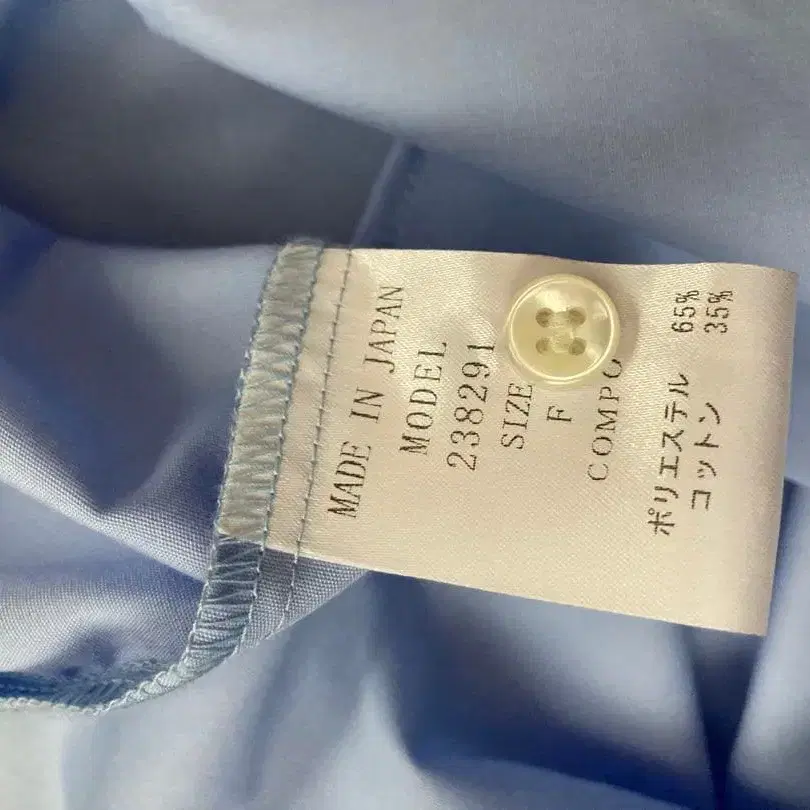 MADE IN JAPAN
MODEL
238291
SIZE
F
COMPO
ポリエステル 65%
コットン 35%